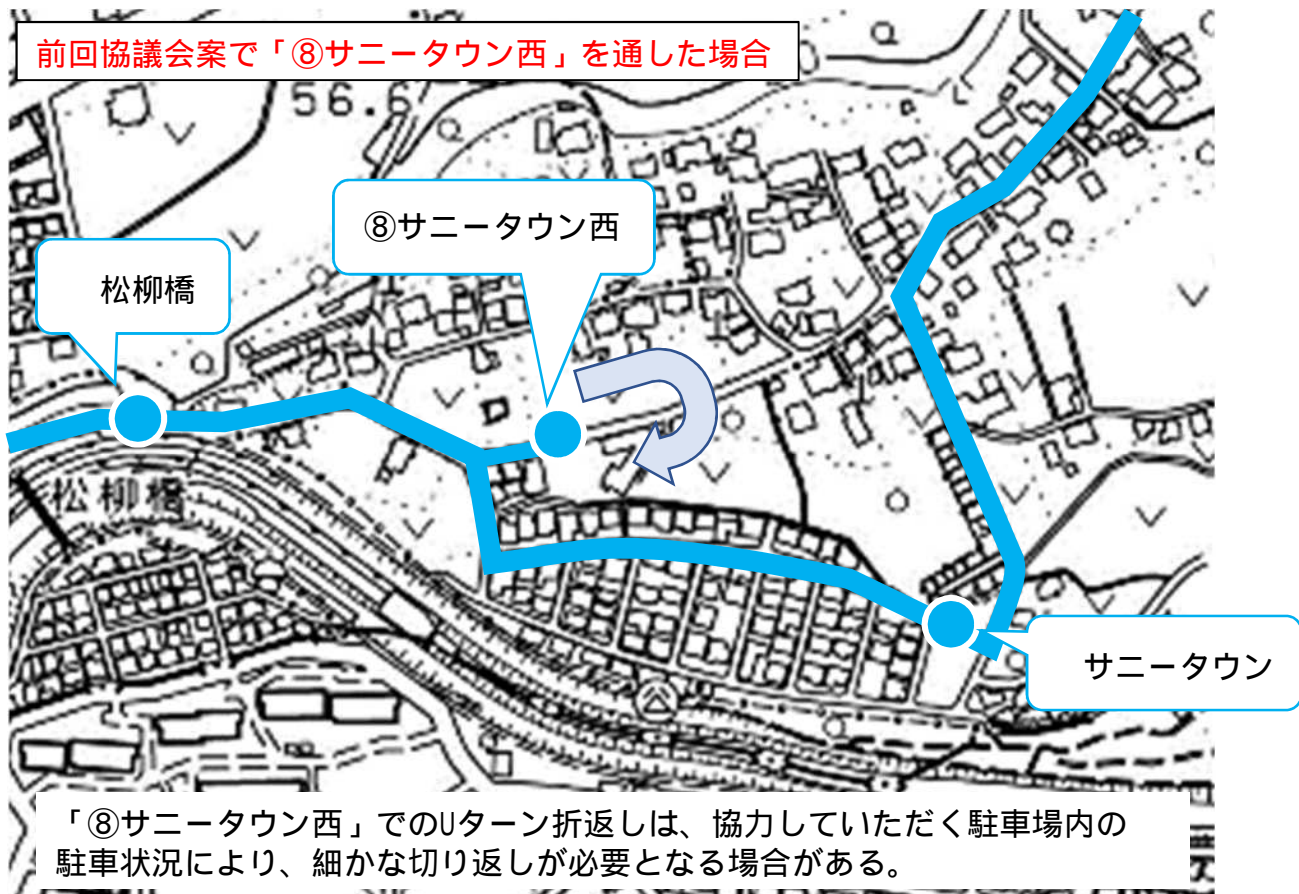 前回協議会案で「⑧サニータウン西」を通した場合
56.6
⑧サニータウン西
松柳橋
松柳橋
サニータウン
「⑧サニータウン西」でのUターン折返しは、協力していただく駐車場内の
駐車状況により、細かな切り返しが必要となる場合がある。